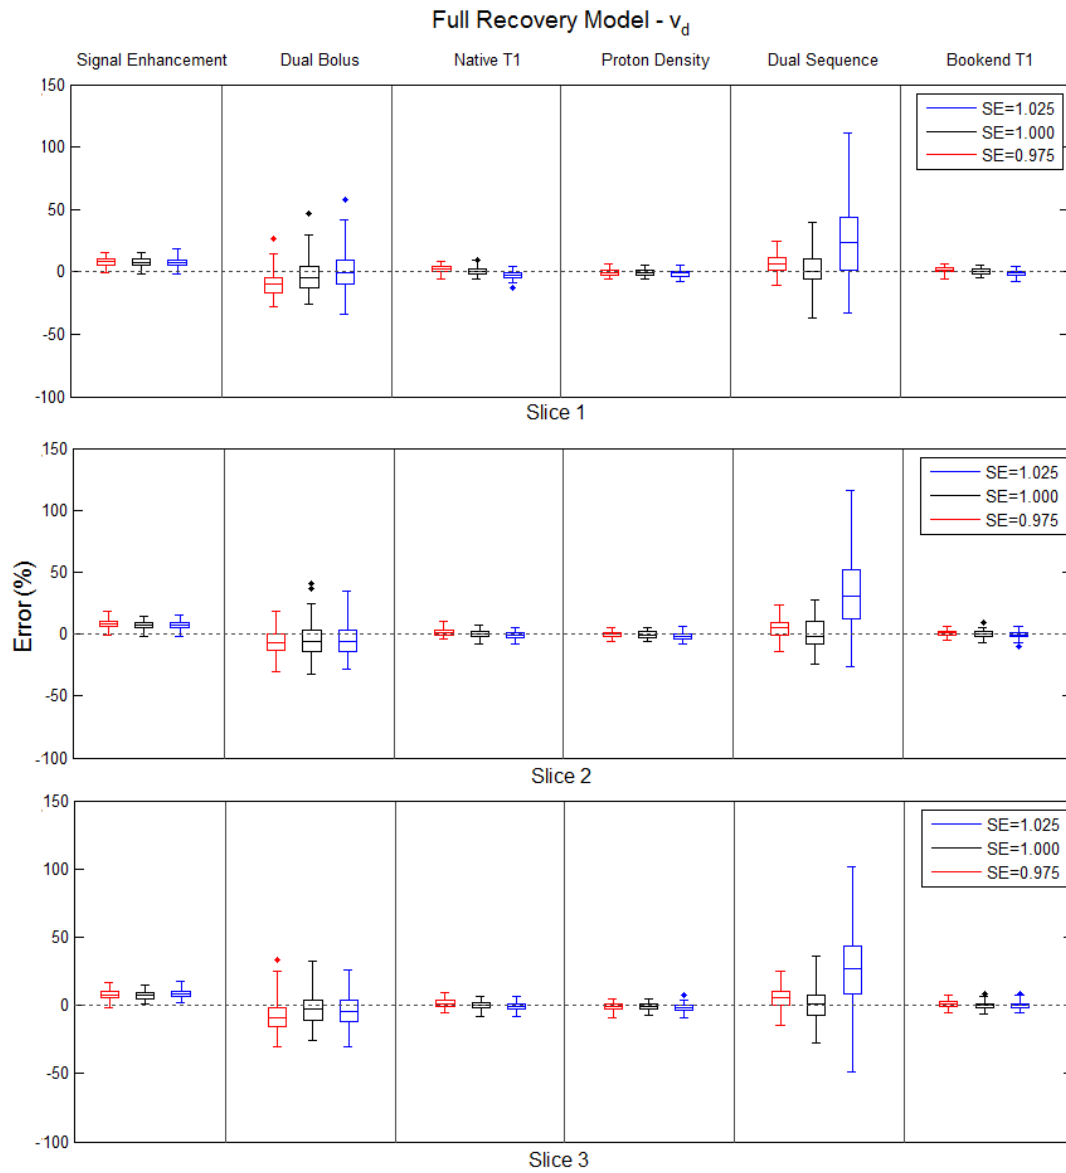 Full Recovery Model - v_d
Signal Enhancement Dual Bolus Native T1 Proton Density Dual Sequence Bookend T1
150
100
50
0
-50
-100
SE=1.025
SE=1.000
SE=0.975
Slice 1
150
100
50
0
-50
-100
SE=1.025
SE=1.000
SE=0.975
Error (%)
Slice 2
150
100
50
0
-50
-100
SE=1.025
SE=1.000
SE=0.975
Slice 3